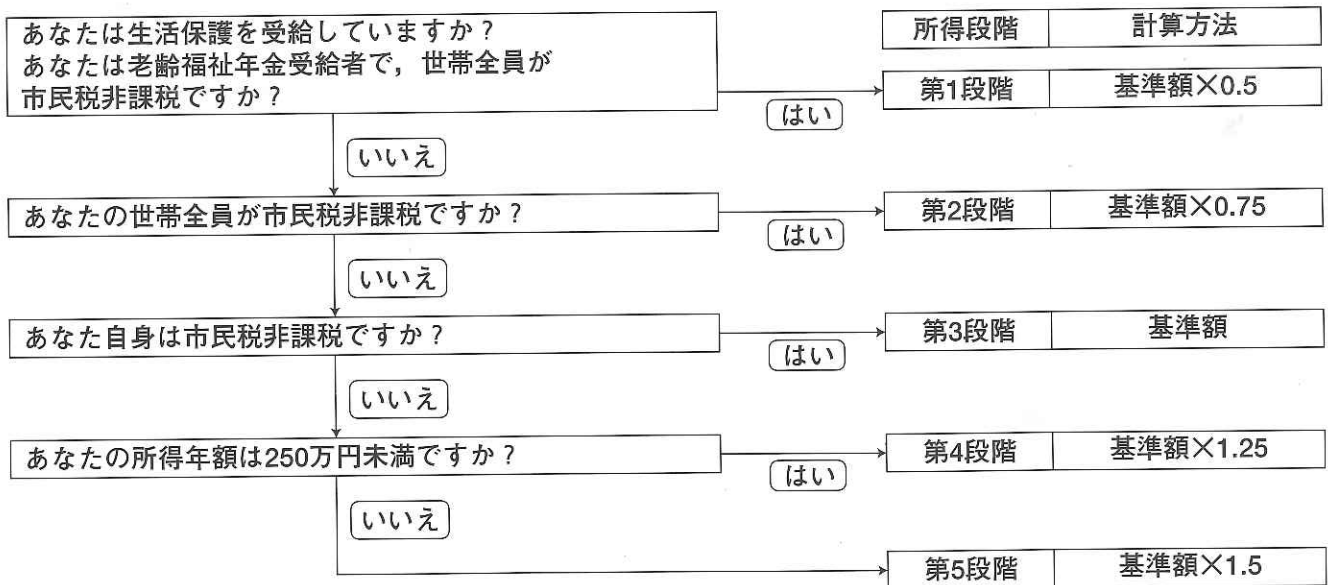 あなたは生活保護を受給していますか？
あなたは老齢福祉年金受給者で，世帯全員が
市民税非課税ですか？
所得段階 計算方法
はい
第1段階 基準額×0.5
いいえ
あなたの世帯全員が市民税非課税ですか？
はい
第2段階 基準額×0.75
いいえ
あなた自身は市民税非課税ですか？
はい
第3段階 基準額
いいえ
あなたの所得年額は250万円未満ですか？
はい
第4段階 基準額×1.25
いいえ
第5段階 基準額×1.5